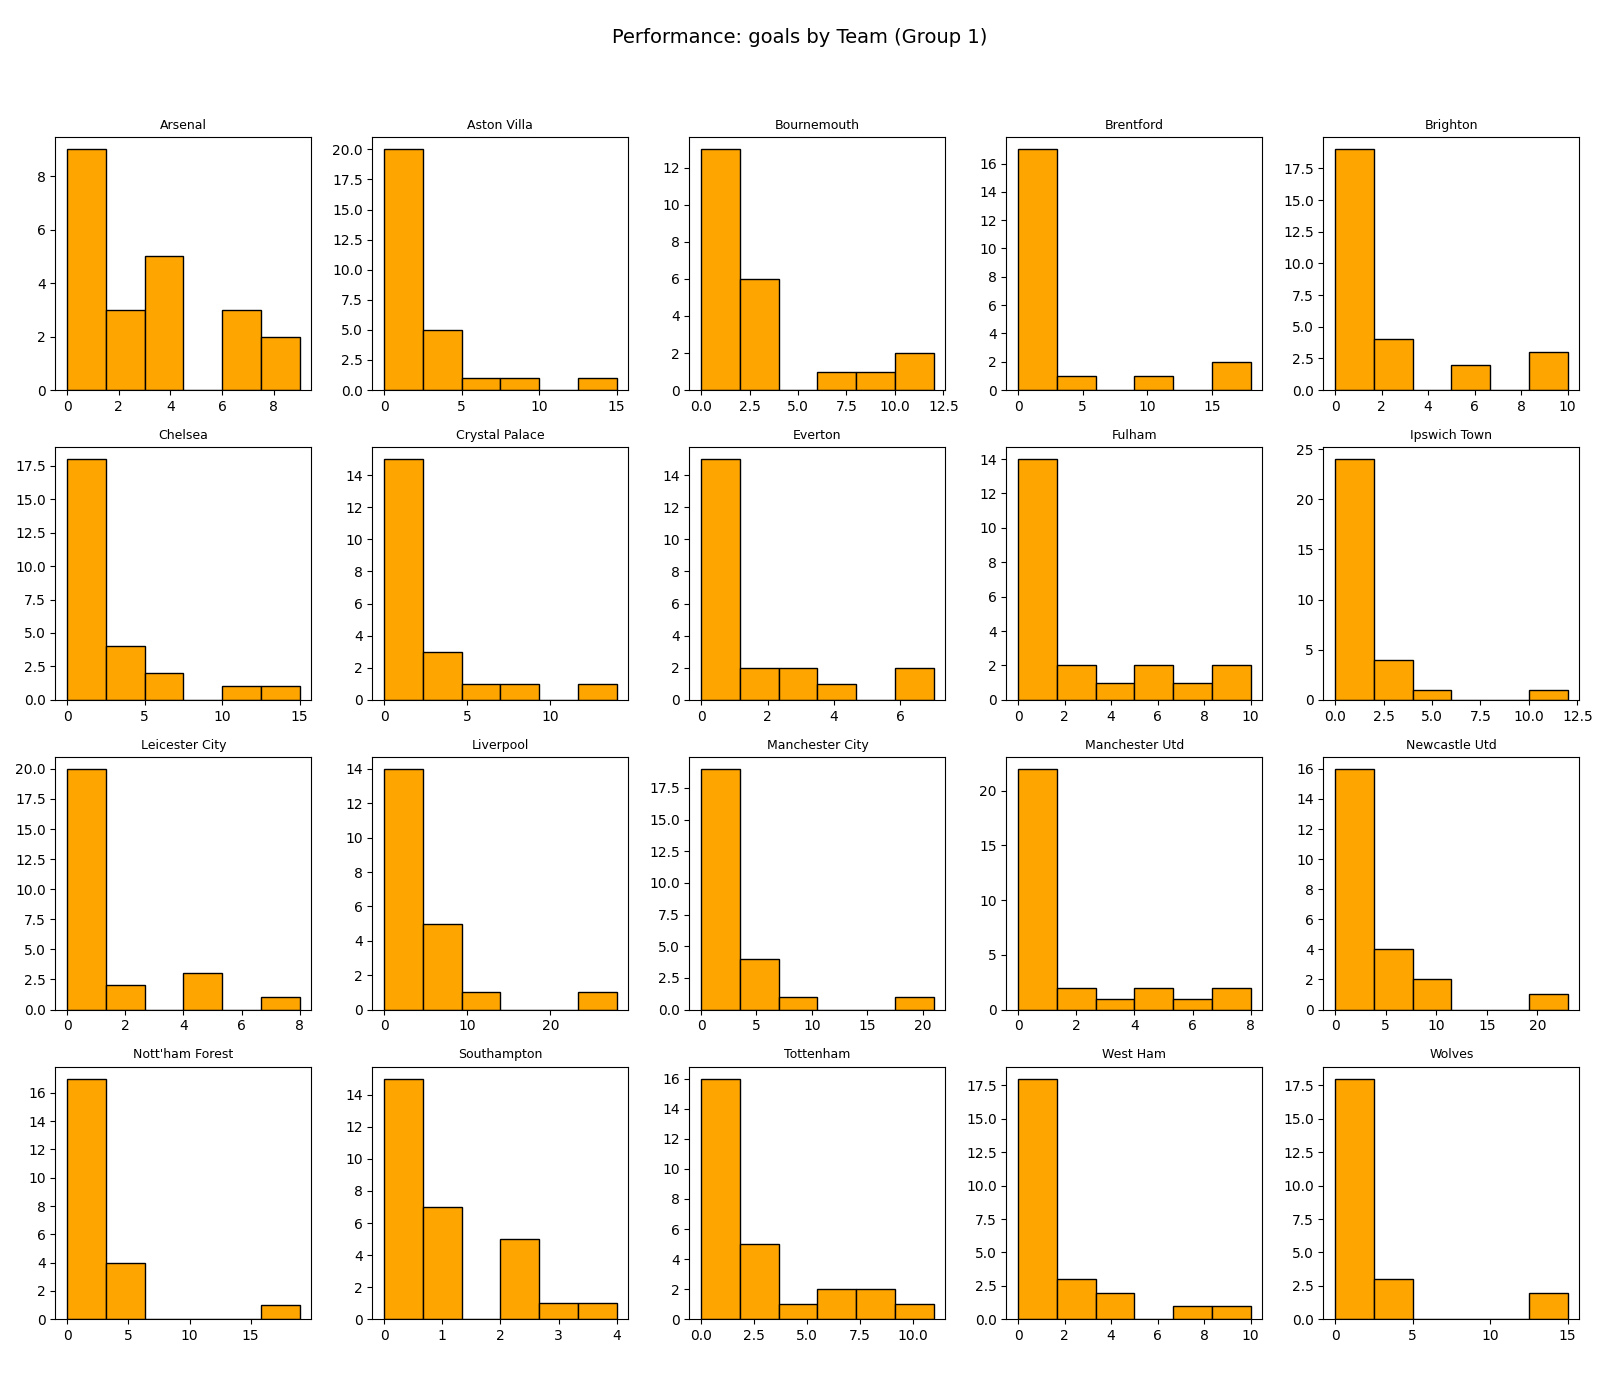 Performance: goals by Team (Group 1)
Arsenal Aston Villa Bournemouth Brentford Brighton
8 6 4 2 0
0 2 4 6 8
20.0 17.5 15.0 12.5 10.0 7.5 5.0 2.5 0.0
0 5 10 15
12 10 8 6 4 2 0
0.0 2.5 5.0 7.5 10.0 12.5
16 14 12 10 8 6 4 2 0
0 5 10 15
17.5 15.0 12.5 10.0 7.5 5.0 2.5 0.0
0 2 4 6 8 10
Chelsea Crystal Palace Everton Fulham Ipswich Town
17.5 15.0 12.5 10.0 7.5 5.0 2.5 0.0
0 5 10 15
14 12 10 8 6 4 2 0
0 5 10
14 12 10 8 6 4 2 0
0 2 4 6
14 12 10 8 6 4 2 0
0 2 4 6 8 10
25 20 15 10 5 0
0.0 2.5 5.0 7.5 10.0 12.5
Leicester City Liverpool Manchester City Manchester Utd Newcastle Utd
20.0 17.5 15.0 12.5 10.0 7.5 5.0 2.5 0.0
0 2 4 6 8
14 12 10 8 6 4 2 0
0 10 20
17.5 15.0 12.5 10.0 7.5 5.0 2.5 0.0
0 5 10 15 20
20 15 10 5 0
0 2 4 6 8
16 14 12 10 8 6 4 2 0
0 5 10 15 20
Nott'ham Forest Southampton Tottenham West Ham Wolves
16 14 12 10 8 6 4 2 0
0 5 10 15
14 12 10 8 6 4 2 0
0 1 2 3 4
16 14 12 10 8 6 4 2 0
0.0 2.5 5.0 7.5 10.0
17.5 15.0 12.5 10.0 7.5 5.0 2.5 0.0
0 2 4 6 8 10
17.5 15.0 12.5 10.0 7.5 5.0 2.5 0.0
0 5 10 15